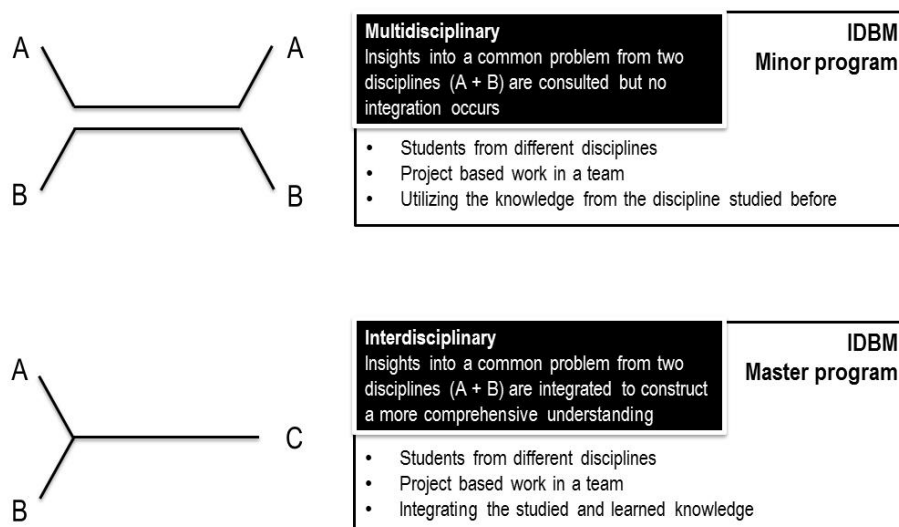 A
A
B
B
Multidisciplinary
Insights into a common problem from two
disciplines (A + B) are consulted but no
integration occurs
IDBM
Minor program
• Students from different disciplines
• Project based work in a team
• Utilizing the knowledge from the discipline studied before
A
B
C
Interdisciplinary
Insights into a common problem from two
disciplines (A + B) are integrated to construct
a more comprehensive understanding
IDBM
Master program
• Students from different disciplines
• Project based work in a team
• Integrating the studied and learned knowledge